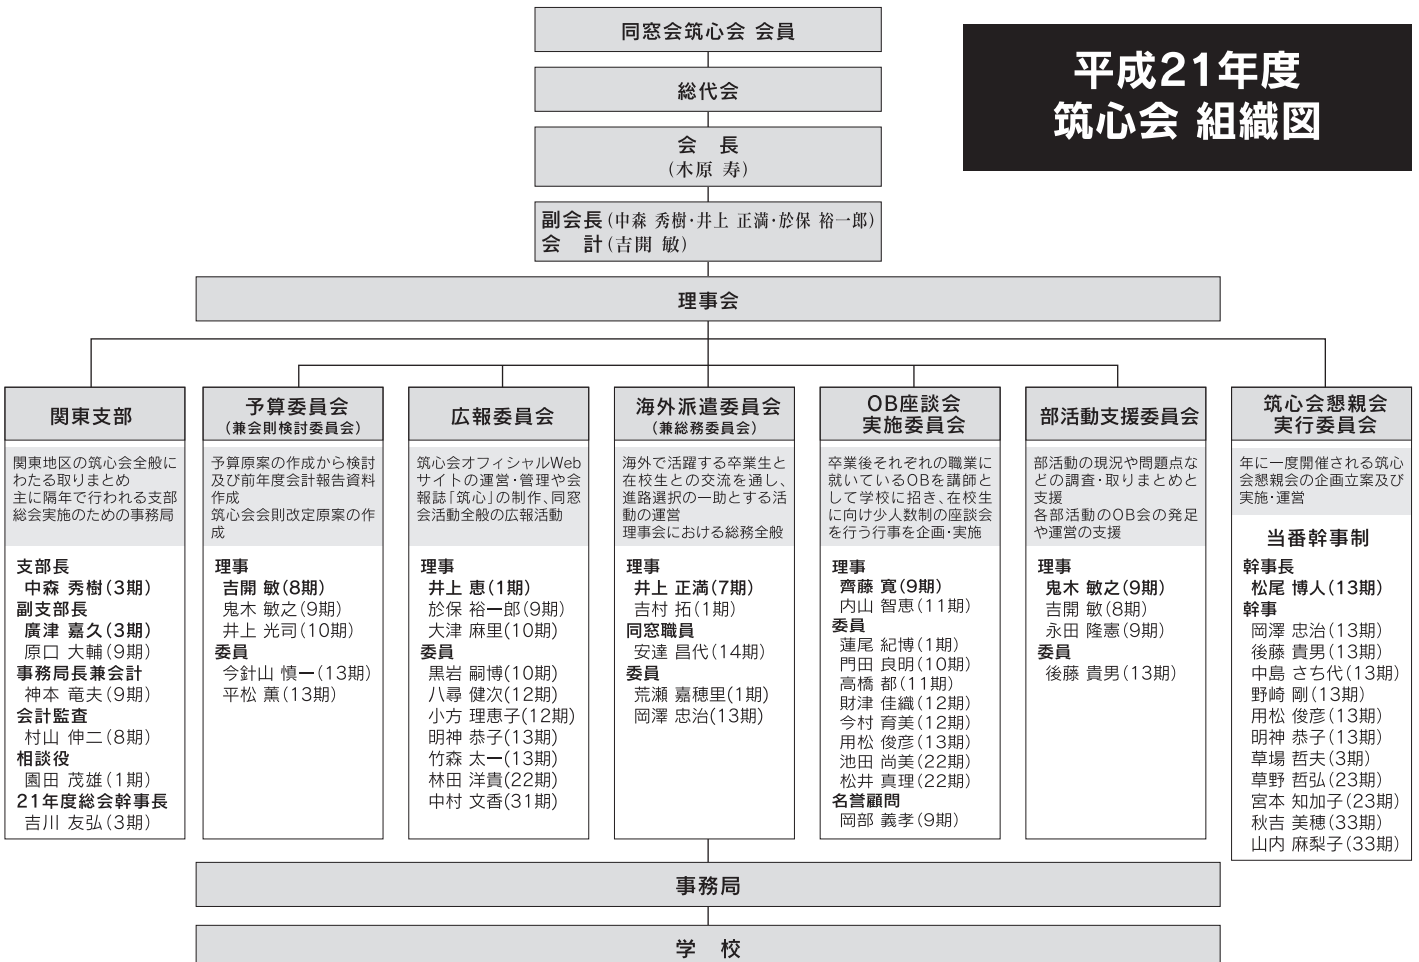 同窓会筑心会 会員
平成21年度
筑心会 組織図
総代会
会　長
(木原 寿)
副会長(中森 秀樹・井上 正満・於保 裕一郎)
会　計(吉開 敏)
理事会
関東支部
関東地区の筑心会全般に
わたる取りまとめ
主に隔年で行われる支部
総会実施のための事務局
支部長
中森 秀樹(3期)
副支部長
廣津 嘉久(3期)
原口 大輔(9期)
事務局長兼会計
神本 竜夫(9期)
会計監査
村山 伸二(8期)
相談役
園田 茂雄(1期)
21年度総会幹事長
吉川 友弘(3期)
予算委員会
(兼会則検討委員会)
予算原案の作成から検討
及び前年度会計報告資料
作成
筑心会会則改定原案の作
成
理事
吉開 敏(8期)
鬼木 敏之(9期)
井上 光司(10期)
委員
今針山 慎一(13期)
平松 薫(13期)
広報委員会
筑心会オフィシャルWeb
サイトの運営・管理や会
報誌「筑心」の制作、同窓
会活動全般の広報活動
理事
井上 恵(1期)
於保 裕一郎(9期)
大津 麻里(10期)
委員
黒岩 嗣博(10期)
八尋 健次(12期)
小方 理恵子(12期)
明神 恭子(13期)
竹森 太一(13期)
林田 洋貴(22期)
中村 文香(31期)
海外派遣委員会
(兼総務委員会)
海外で活躍する卒業生と
在校生との交流を通し、
進路選択の一助とする活
動の運営
理事会における総務全般
理事
井上 正満(7期)
吉村 拓(1期)
同窓職員
安達 昌代(14期)
委員
荒瀬 嘉穂里(1期)
岡澤 忠治(13期)
OB座談会
実施委員会
卒業後それぞれの職業に
就いているOBを講師と
して学校に招き、在校生
に向け少人数制の座談会
を行う行事を企画・実施
理事
齊藤 寛(9期)
内山 智恵(11期)
委員
蓮尾 紀博(1期)
門田 良明(10期)
高橋 都(11期)
財津 佳織(12期)
今村 育美(12期)
用松 俊彦(13期)
池田 尚美(22期)
松井 真理(22期)
名誉顧問
岡部 義孝(9期)
部活動支援委員会
部活動の現況や問題点な
どの調査・取りまとめと
支援
各部活動のOB会の発足
や運営の支援
理事
鬼木 敏之(9期)
吉開 敏(8期)
永田 隆憲(9期)
委員
後藤 貴男(13期)
筑心会懇親会
実行委員会
年に一度開催される筑心
会懇親会の企画立案及び
実施・運営
当番幹事制
幹事長
松尾 博人(13期)
幹事
岡澤 忠治(13期)
後藤 貴男(13期)
中島 さち代(13期)
野崎 剛(13期)
用松 俊彦(13期)
明神 恭子(13期)
草場 哲夫(3期)
草野 哲弘(23期)
宮本 知加子(23期)
秋吉 美穂(33期)
山内 麻梨子(33期)
事務局
学　校